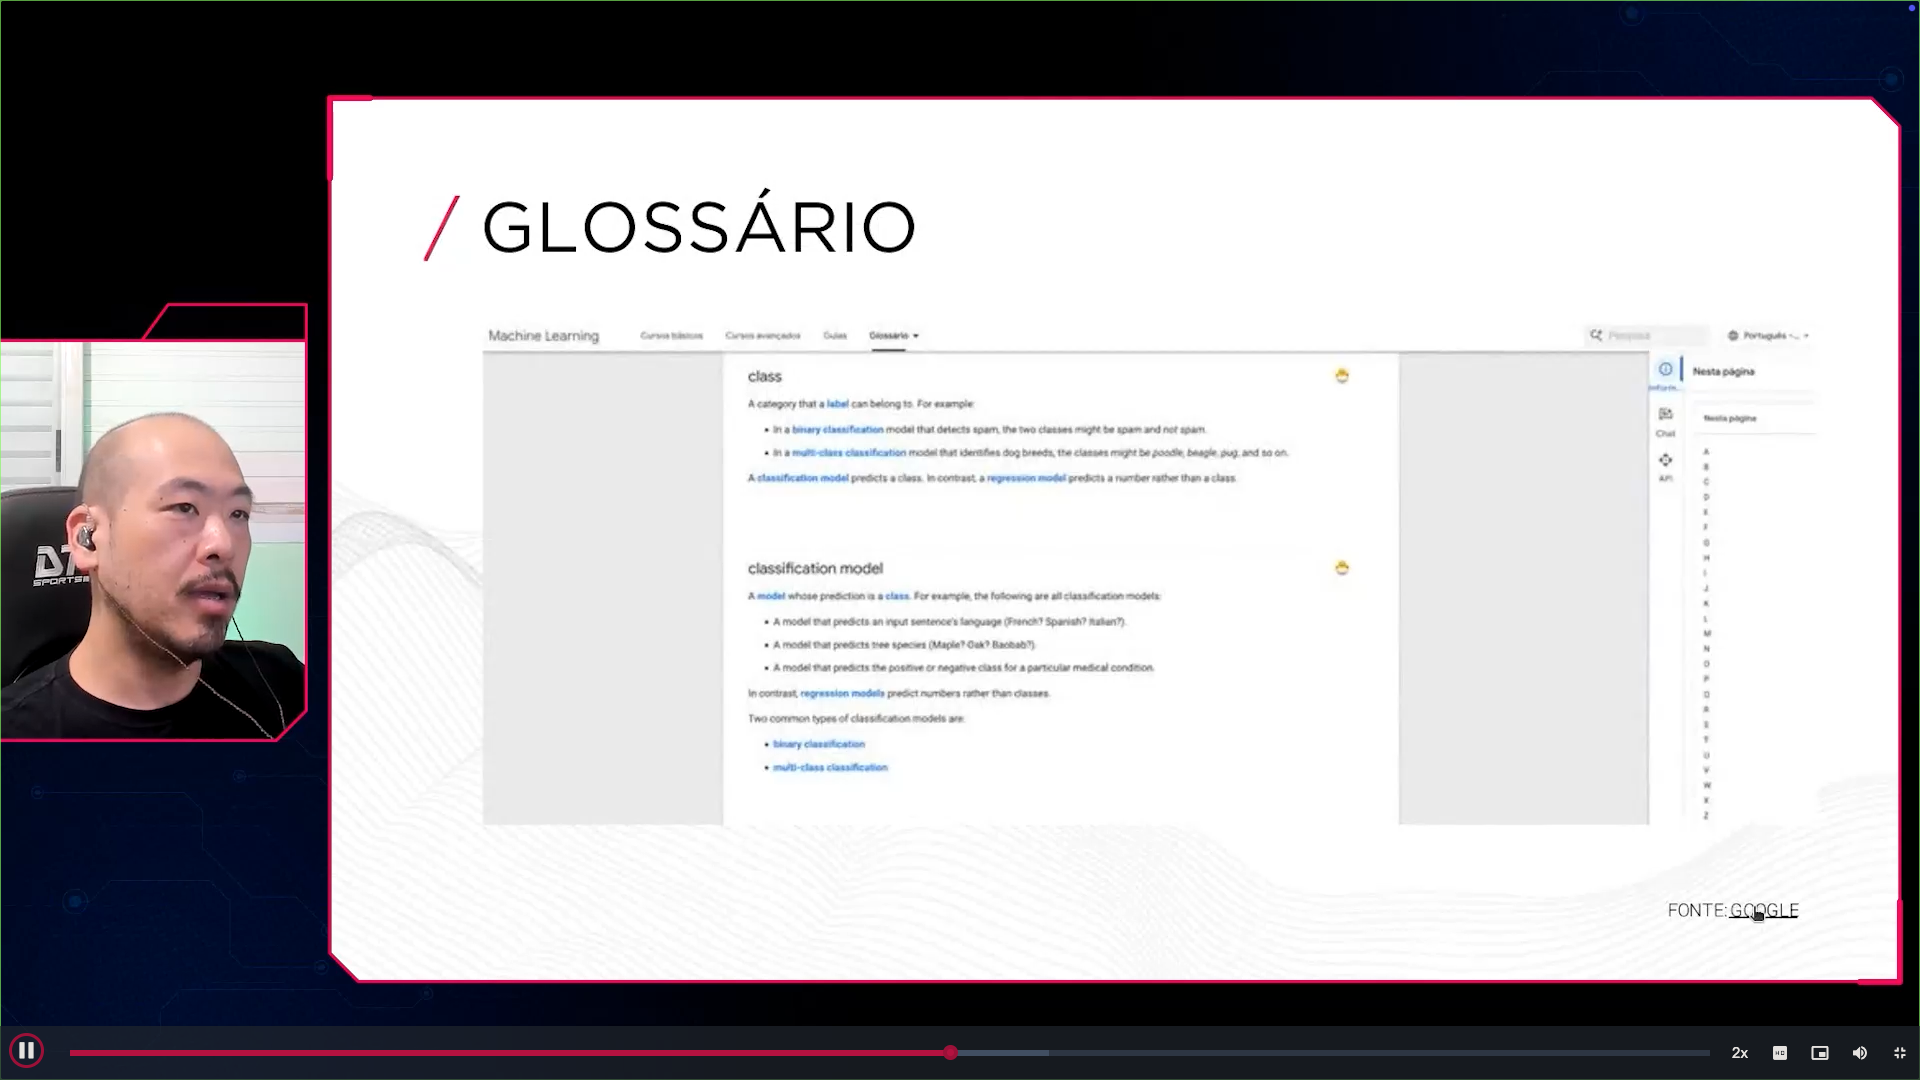 / GLOSSÁRIO
Machine Learning Cursos básicos Cursos avançados Guias Glossário Pesquisa Português -...
class
A category that a label can belong to. For example:
• In a binary classification model that detects spam, the two classes might be spam and not spam.
• In a multi-class classification model that identifies dog breeds, the classes might be poodle, beagle, pug, and so on.
A classification model predicts a class. In contrast, a regression model predicts a number rather than a class.
classification model
A model whose prediction is a class. For example, the following are all classification models:
• A model that predicts an input sentence's language (French? Spanish? Italian?).
• A model that predicts tree species (Maple? Oak? Baobab?).
• A model that predicts the positive or negative class for a particular medical condition.
In contrast, regression models predict numbers rather than classes.
Two common types of classification models are:
• binary classification
• multi-class classification
Inform...
Chat
API
Nesta página
Nesta página
A
B
C
D
E
F
G
H
I
J
K
L
M
N
O
P
Q
R
S
T
U
V
W
X
Z
FONTE: GOOGLE
SPORTS
2x
HD